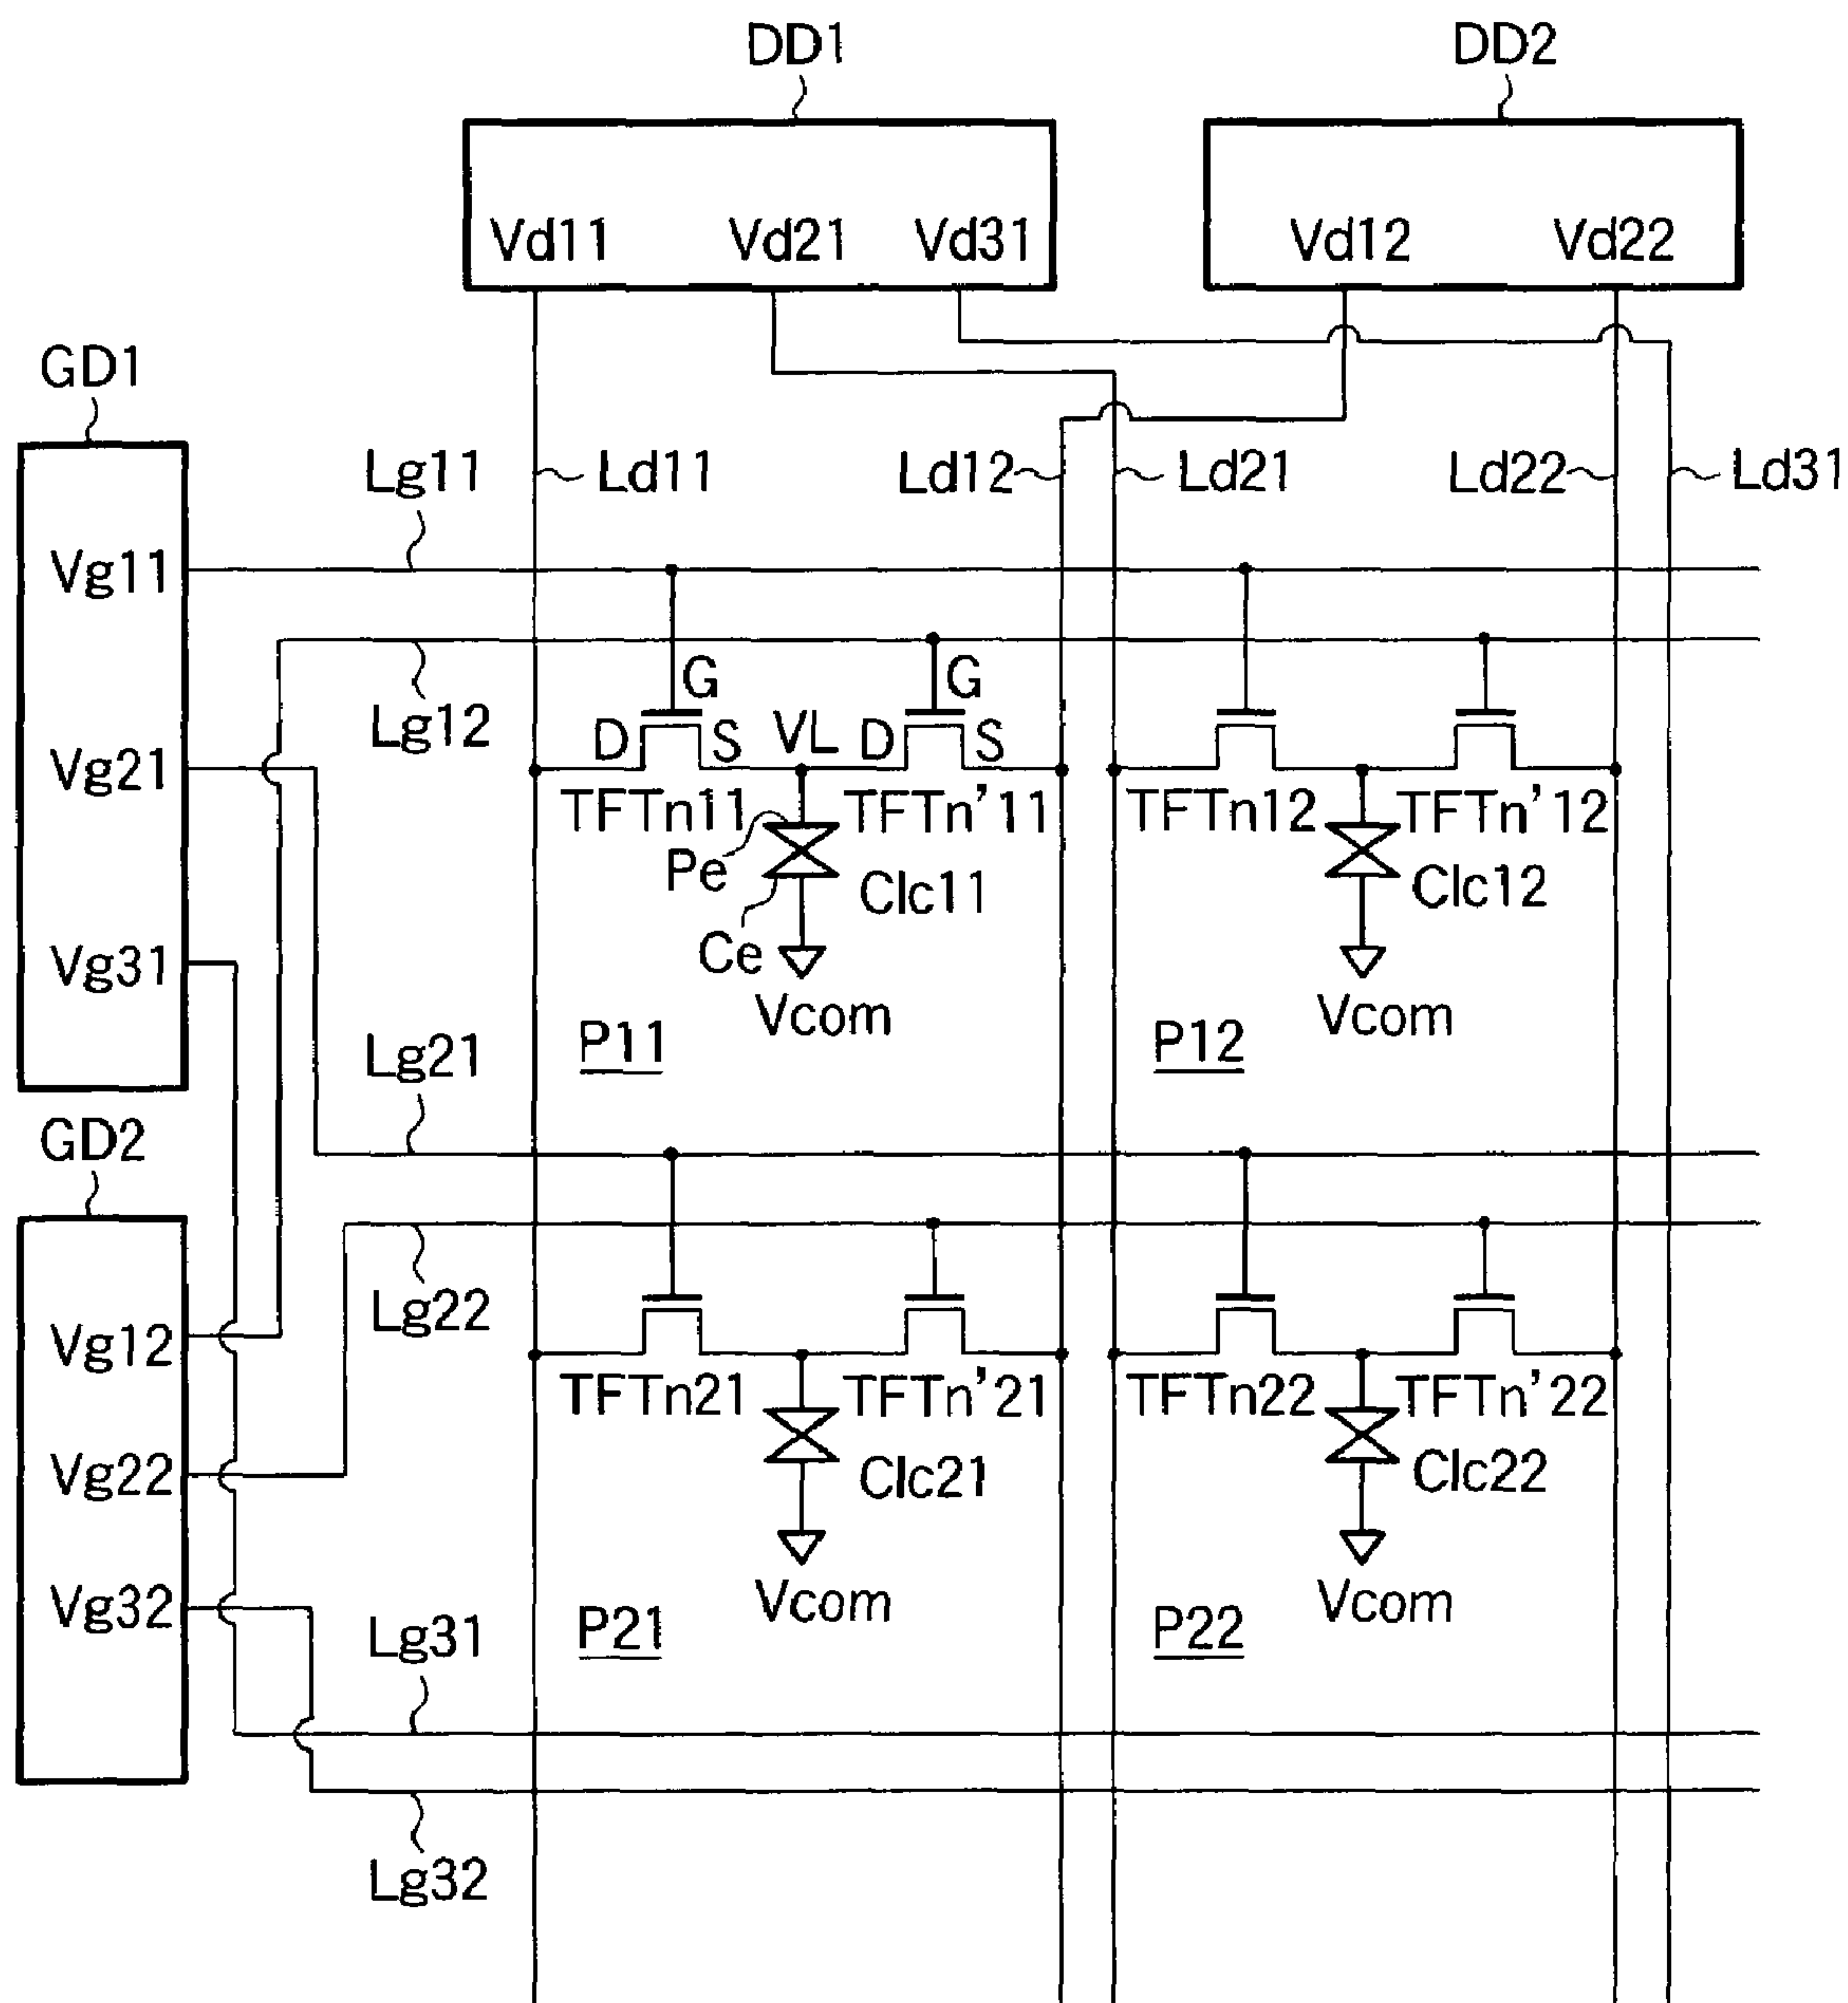 DD1 DD2
Vd11 Vd21 Vd31 Vd12 Vd22
GD1
Lg11 Ld11 Ld12 Ld21 Ld22 Ld31
Vg11
G G
Lg12 D S VL D S
Vg21
TFTn11 TFTn'11 TFTn12 TFTn'12
Pe Clc11 Clc12
Vg31 Ce
Vcom Vcom
Lg21 P11 P12
GD2
Lg22
Vg12
TFTn21 TFTn'21 TFTn22 TFTn'22
Vg22 Clc21 Clc22
Vg32 Vcom Vcom
Lg31 P21 P22
Lg32